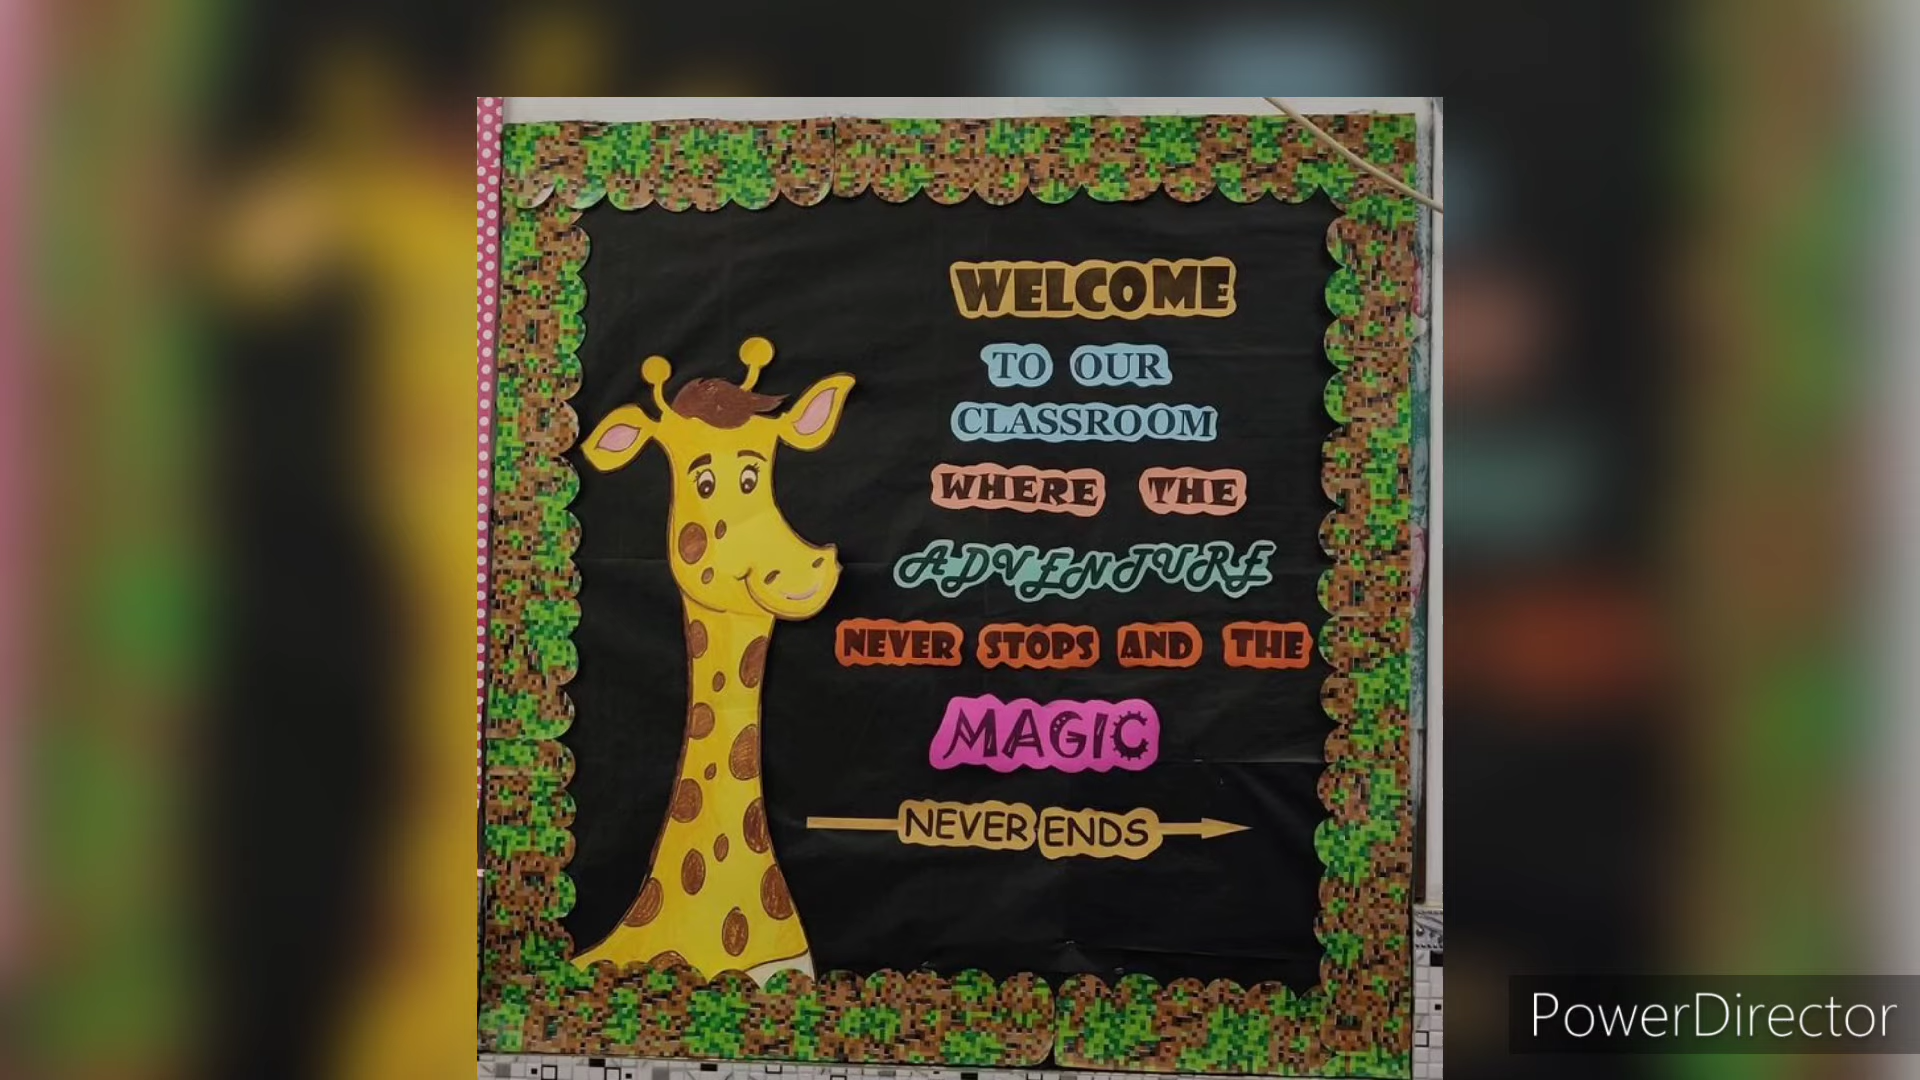 WELCOME
TO OUR
CLASSROOM
WHERE THE
ADVENTURE
NEVER STOPS AND THE
MAGIC
NEVER ENDS
PowerDirector